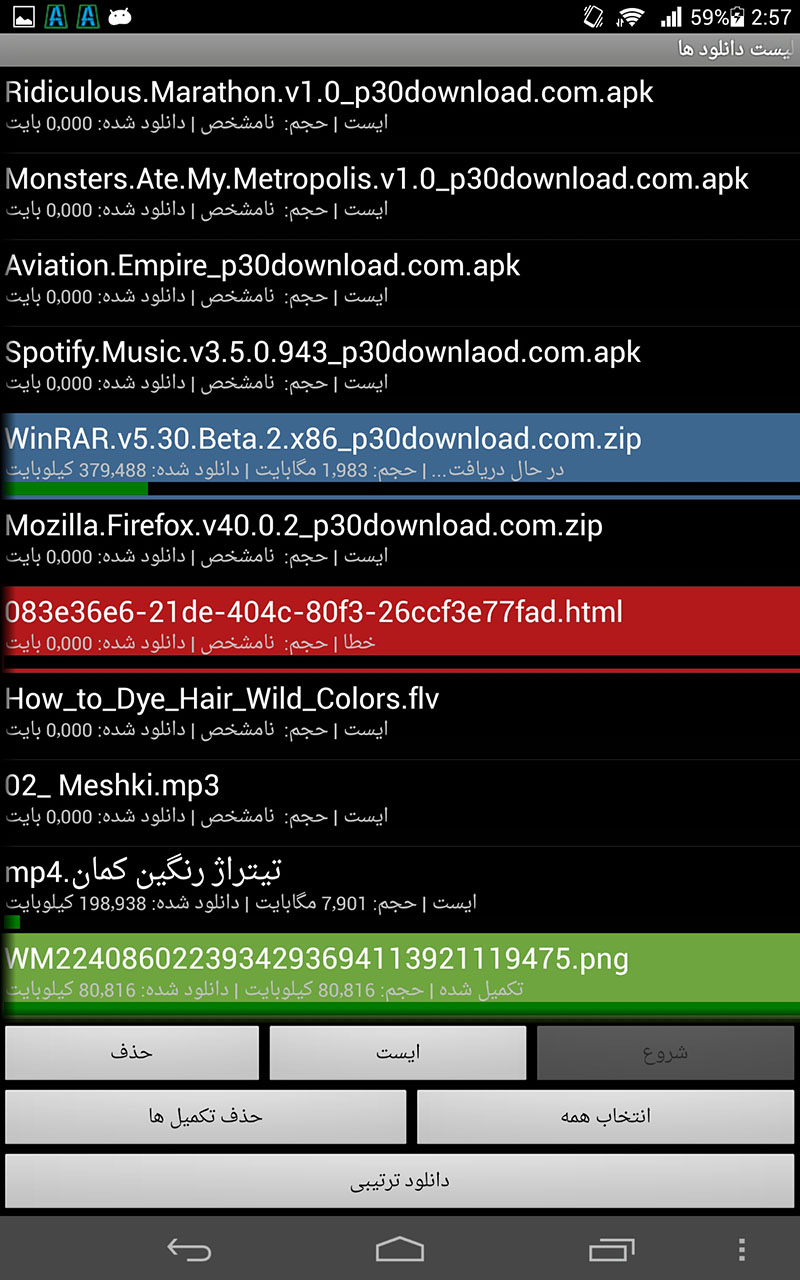 59% 2:57
لیست دانلود ها
Ridiculous.Marathon.v1.0_p30download.com.apk
ایست | حجم: نامشخص | دانلود شده: 0,000 بایت
Monsters.Ate.My.Metropolis.v1.0_p30download.com.apk
ایست | حجم: نامشخص | دانلود شده: 0,000 بایت
Aviation.Empire_p30download.com.apk
ایست | حجم: نامشخص | دانلود شده: 0,000 بایت
Spotify.Music.v3.5.0.943_p30downlaod.com.apk
ایست | حجم: نامشخص | دانلود شده: 0,000 بایت
WinRAR.v5.30.Beta.2.x86_p30download.com.zip
در حال دریافت... | حجم: 1,983 مگابایت | دانلود شده: 379,488 کیلوبایت
Mozilla.Firefox.v40.0.2_p30download.com.zip
ایست | حجم: نامشخص | دانلود شده: 0,000 بایت
083e36e6-21de-404c-80f3-26ccf3e77fad.html
خطا | حجم: نامشخص | دانلود شده: 0,000 بایت
How_to_Dye_Hair_Wild_Colors.flv
ایست | حجم: نامشخص | دانلود شده: 0,000 بایت
02_ Meshki.mp3
ایست | حجم: نامشخص | دانلود شده: 0,000 بایت
تیتراژ رنگین کمان.mp4
ایست | حجم: 7,901 مگابایت | دانلود شده: 198,938 کیلوبایت
WM2240860223934293694113921119475.png
تکمیل شده | حجم: 80,816 کیلوبایت | دانلود شده: 80,816 کیلوبایت
شروع
ایست
حذف
انتخاب همه
حذف تکمیل ها
دانلود ترتیبی